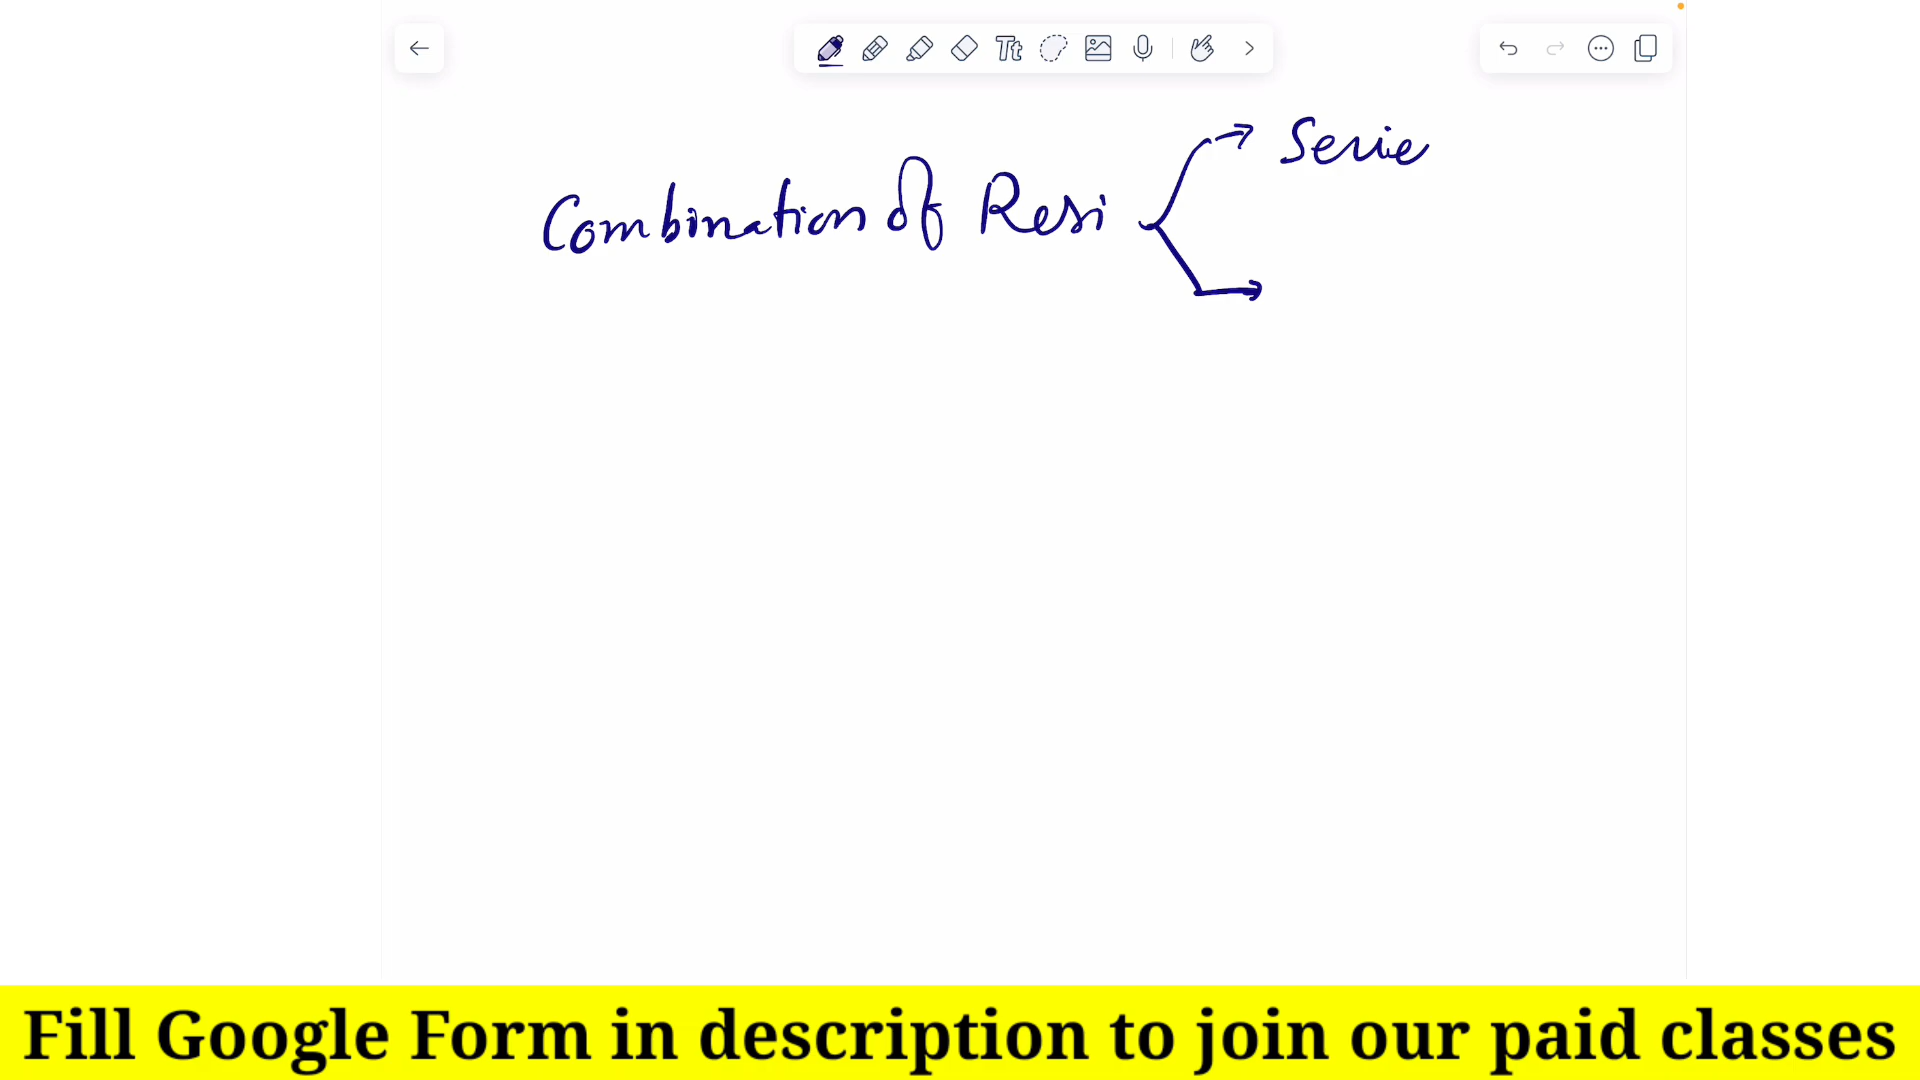 Serie
Combination of Resi
Fill Google Form in description to join our paid classes